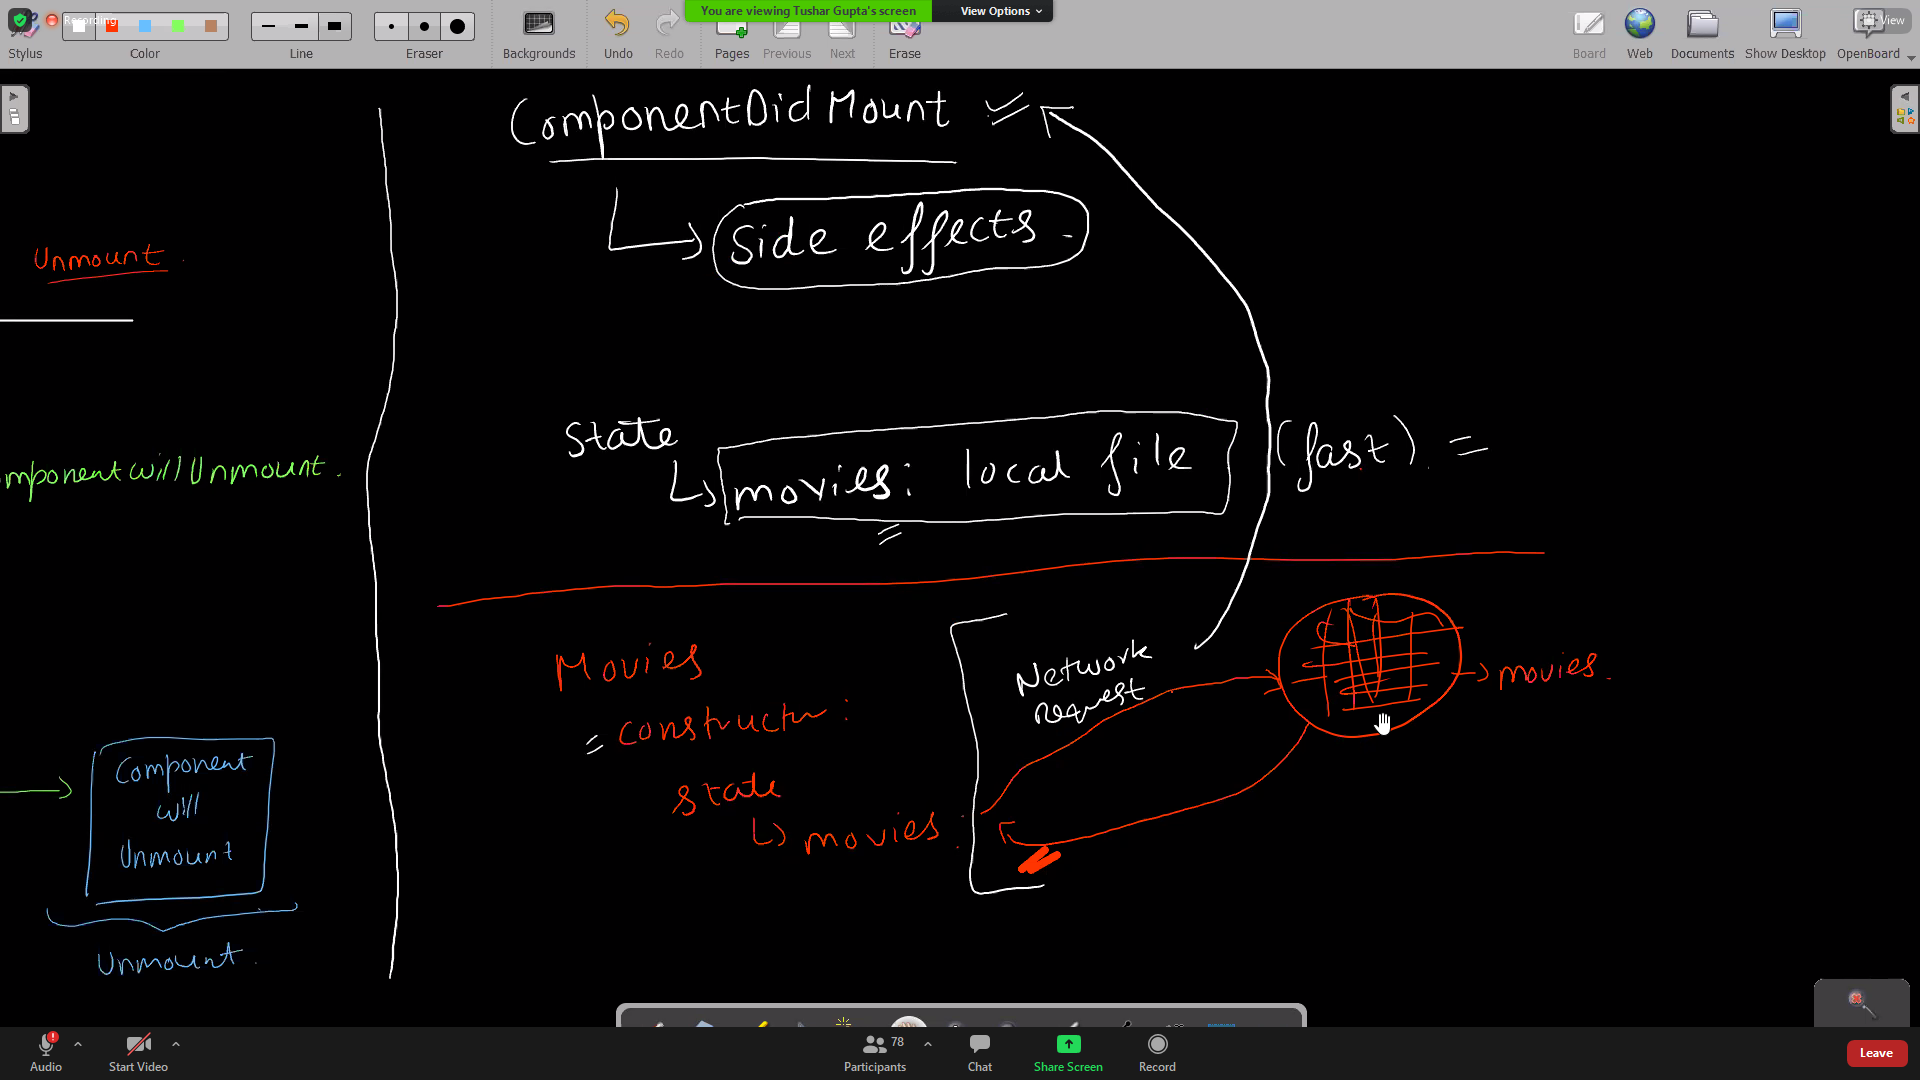 Recording
You are viewing Tushar Gupta's screen
View Options
View
Stylus
Color
Line
Eraser
Backgrounds
Undo
Redo
Pages
Previous
Next
Erase
Board
Web
Documents
Show Desktop
OpenBoard
ComponentDidMount
side effects.
Unmount.
state
movies: local file (fast) =
omponentWillUnmount.
Movies
= constructor:
state
movies:
Network
request
movies.
Component
will
Unmount
Unmount.
Audio
Start Video
78
Participants
Chat
Share Screen
Record
Leave